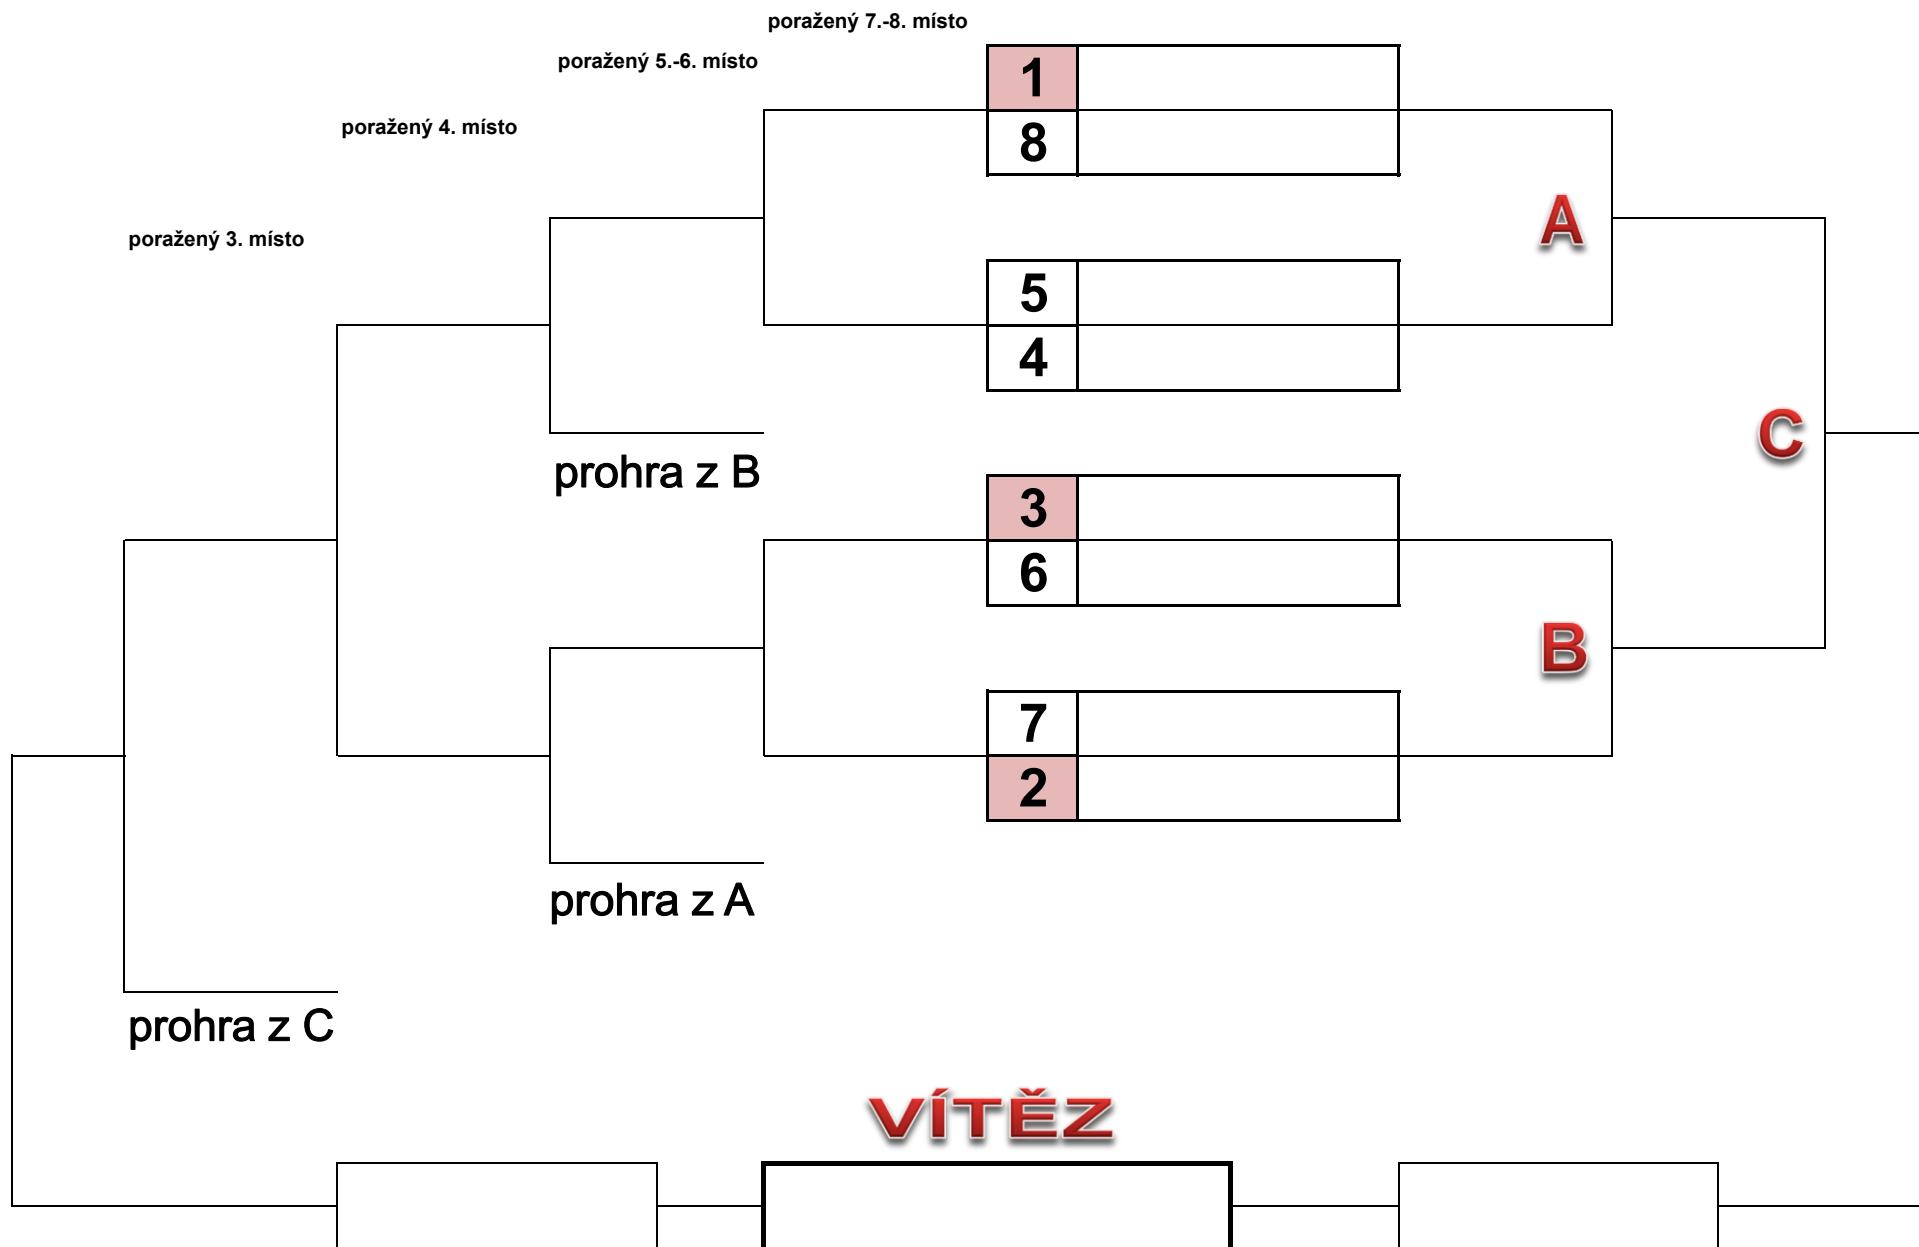 poražený 7.-8. místo
poražený 5.-6. místo
1
poražený 4. místo
8
A
poražený 3. místo
5
4
C
prohra z B
3
6
B
7
2
prohra z A
prohra z C
VÍTĚZ